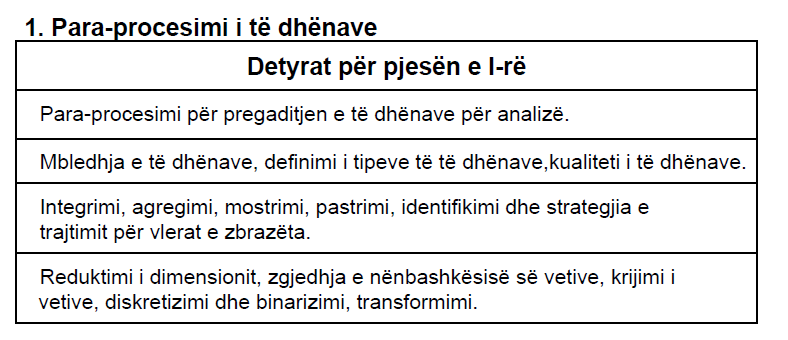 1. Para-procesimi i të dhënave
Detyrat për pjesën e I-rë
Para-procesimi për pregaditjen e të dhënave për analizë.
Mbledhja e të dhënave, definimi i tipeve të të dhënave,kualiteti i të dhënave.
Integrimi, agregimi, mostrimi, pastrimi, identifikimi dhe strategjia e
trajtimit për vlerat e zbrazëta.
Reduktimi i dimensionit, zgjedhja e nënbashkësisë së vetive, krijimi i
vetive, diskretizimi dhe binarizimi, transformimi.